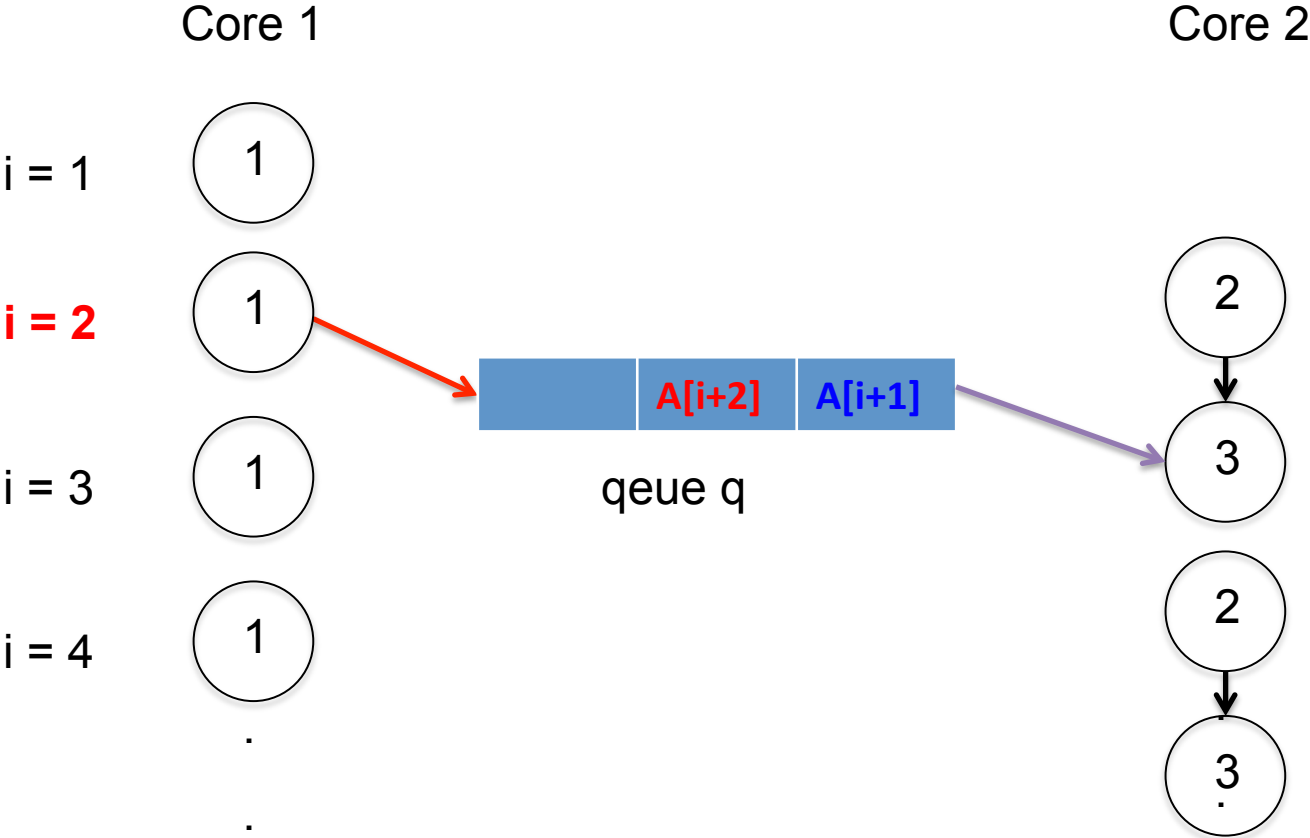 Core 1
Core 2
i = 1
1
i = 2
1
2
A[i+2]
A[i+1]
3
i = 3
1
qeue q
2
i = 4
1
3
.
.
.
.